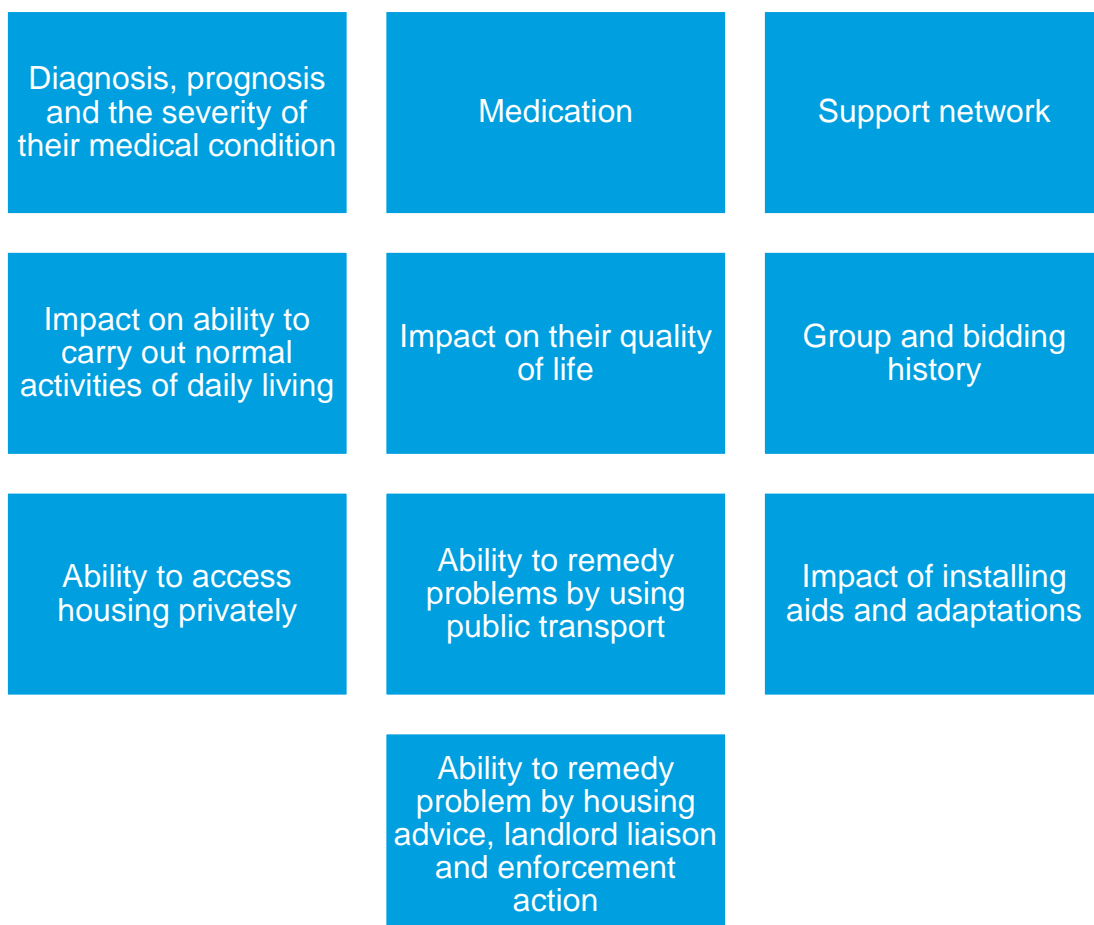 Diagnosis, prognosis
and the severity of
their medical condition
Medication
Support network
Impact on ability to
carry out normal
activities of daily living
Impact on their quality
of life
Group and bidding
history
Ability to access
housing privately
Ability to remedy
problems by using
public transport
Impact of installing
aids and adaptations
Ability to remedy
problem by housing
advice, landlord liaison
and enforcement
action